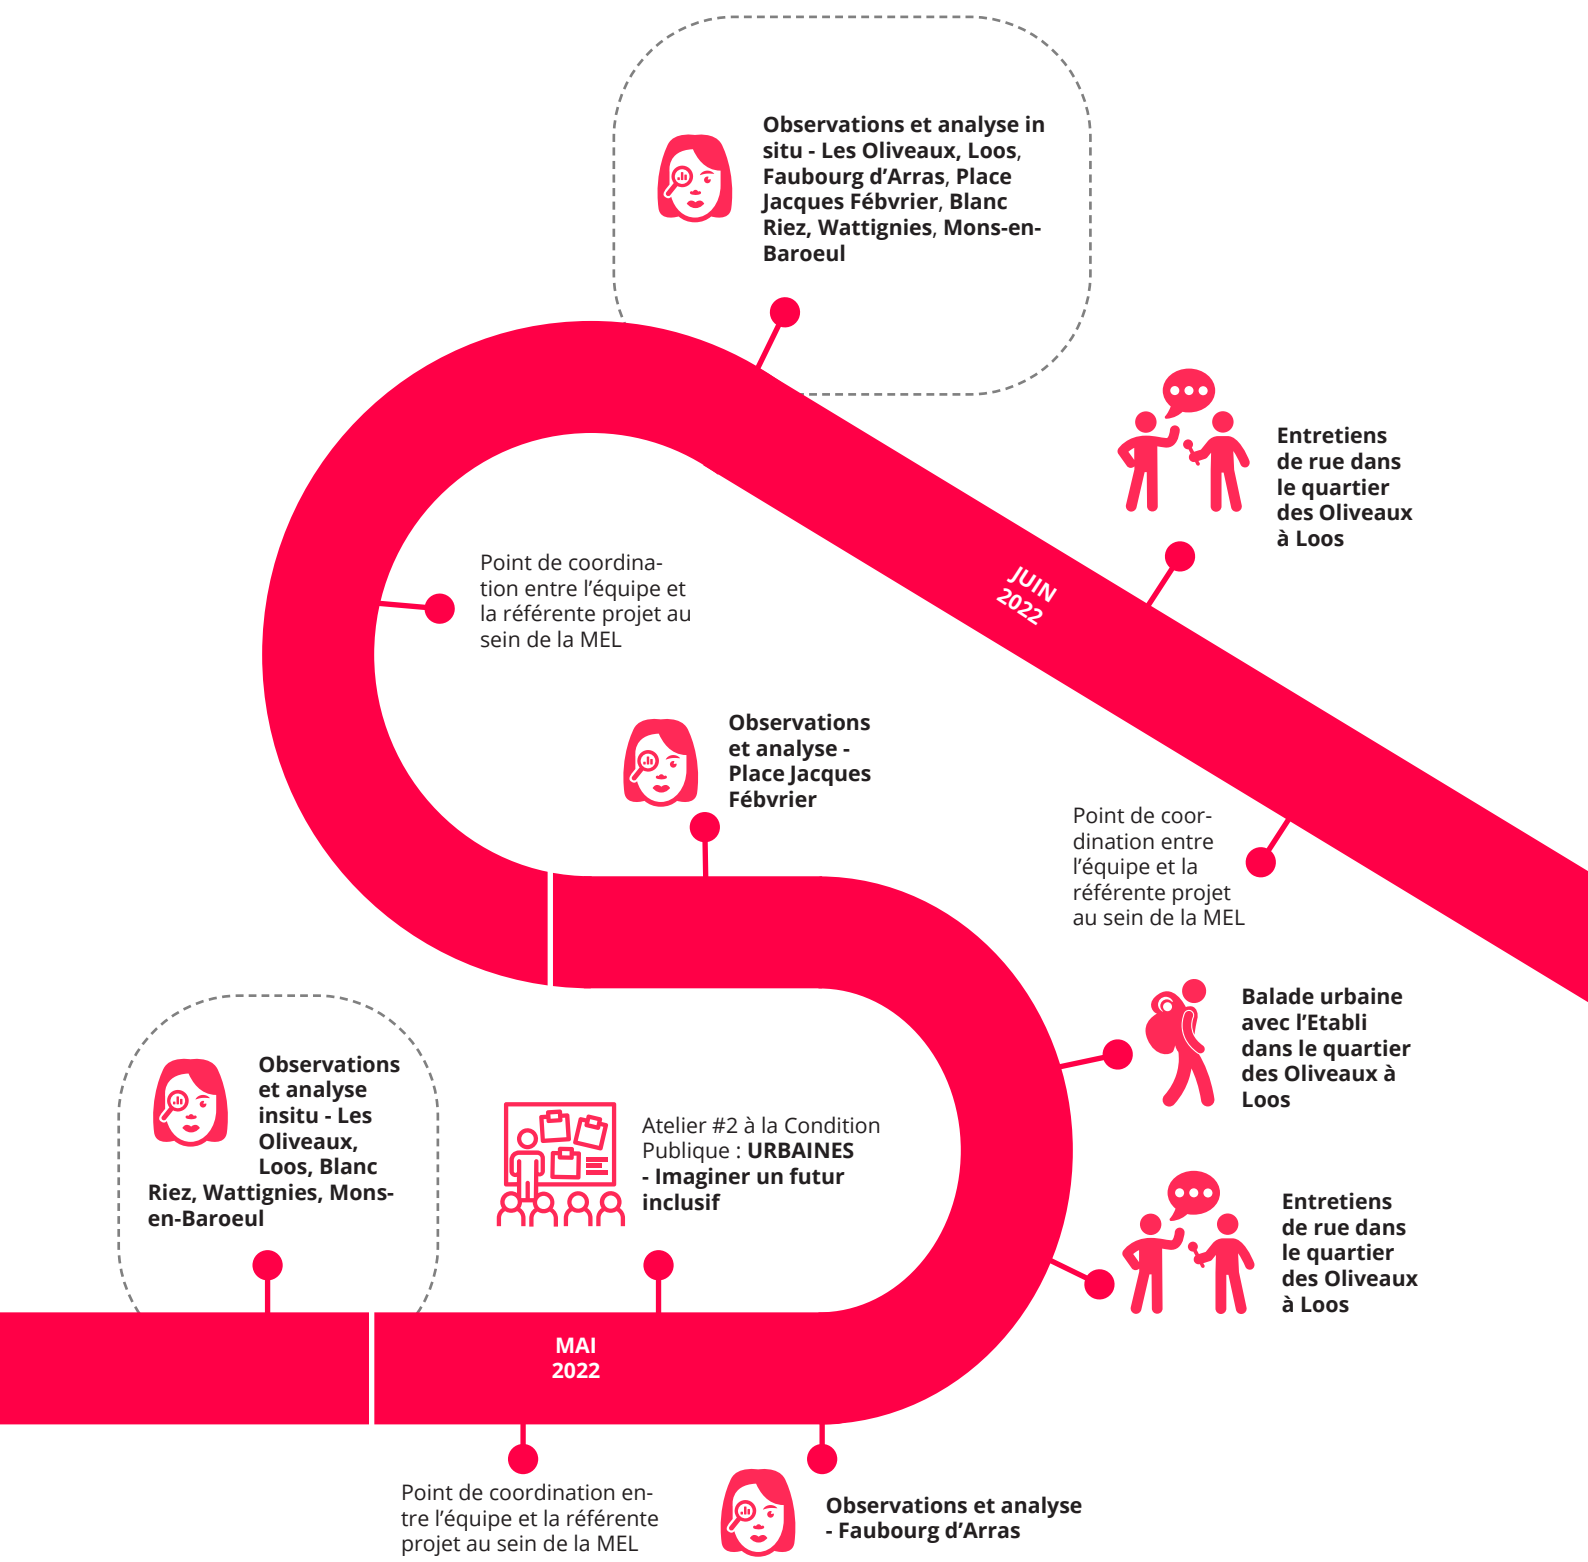 Observations et analyse in
situ - Les Oliveaux, Loos,
Faubourg d'Arras, Place
Jacques Fébvrier, Blanc
Riez, Wattignies, Mons-en-
Baroeul
Entretiens
de rue dans
le quartier
des Oliveaux
à Loos
Point de coordina-
tion entre l'équipe et
la référente projet au
sein de la MEL
JUIN
2022
Observations
et analyse -
Place Jacques
Fébvrier
Point de coor-
dination entre
l'équipe et la
référente projet
au sein de la MEL
Balade urbaine
avec l'Etabli
dans le quartier
des Oliveaux à
Loos
Observations
et analyse
insitu - Les
Oliveaux,
Loos, Blanc
Riez, Wattignies, Mons-
en-Baroeul
Atelier #2 à la Condition
Publique : URBAINES
- Imaginer un futur
inclusif
Entretiens
de rue dans
le quartier
des Oliveaux
à Loos
MAI
2022
Point de coordination en-
tre l'équipe et la référente
projet au sein de la MEL
Observations et analyse
- Faubourg d'Arras